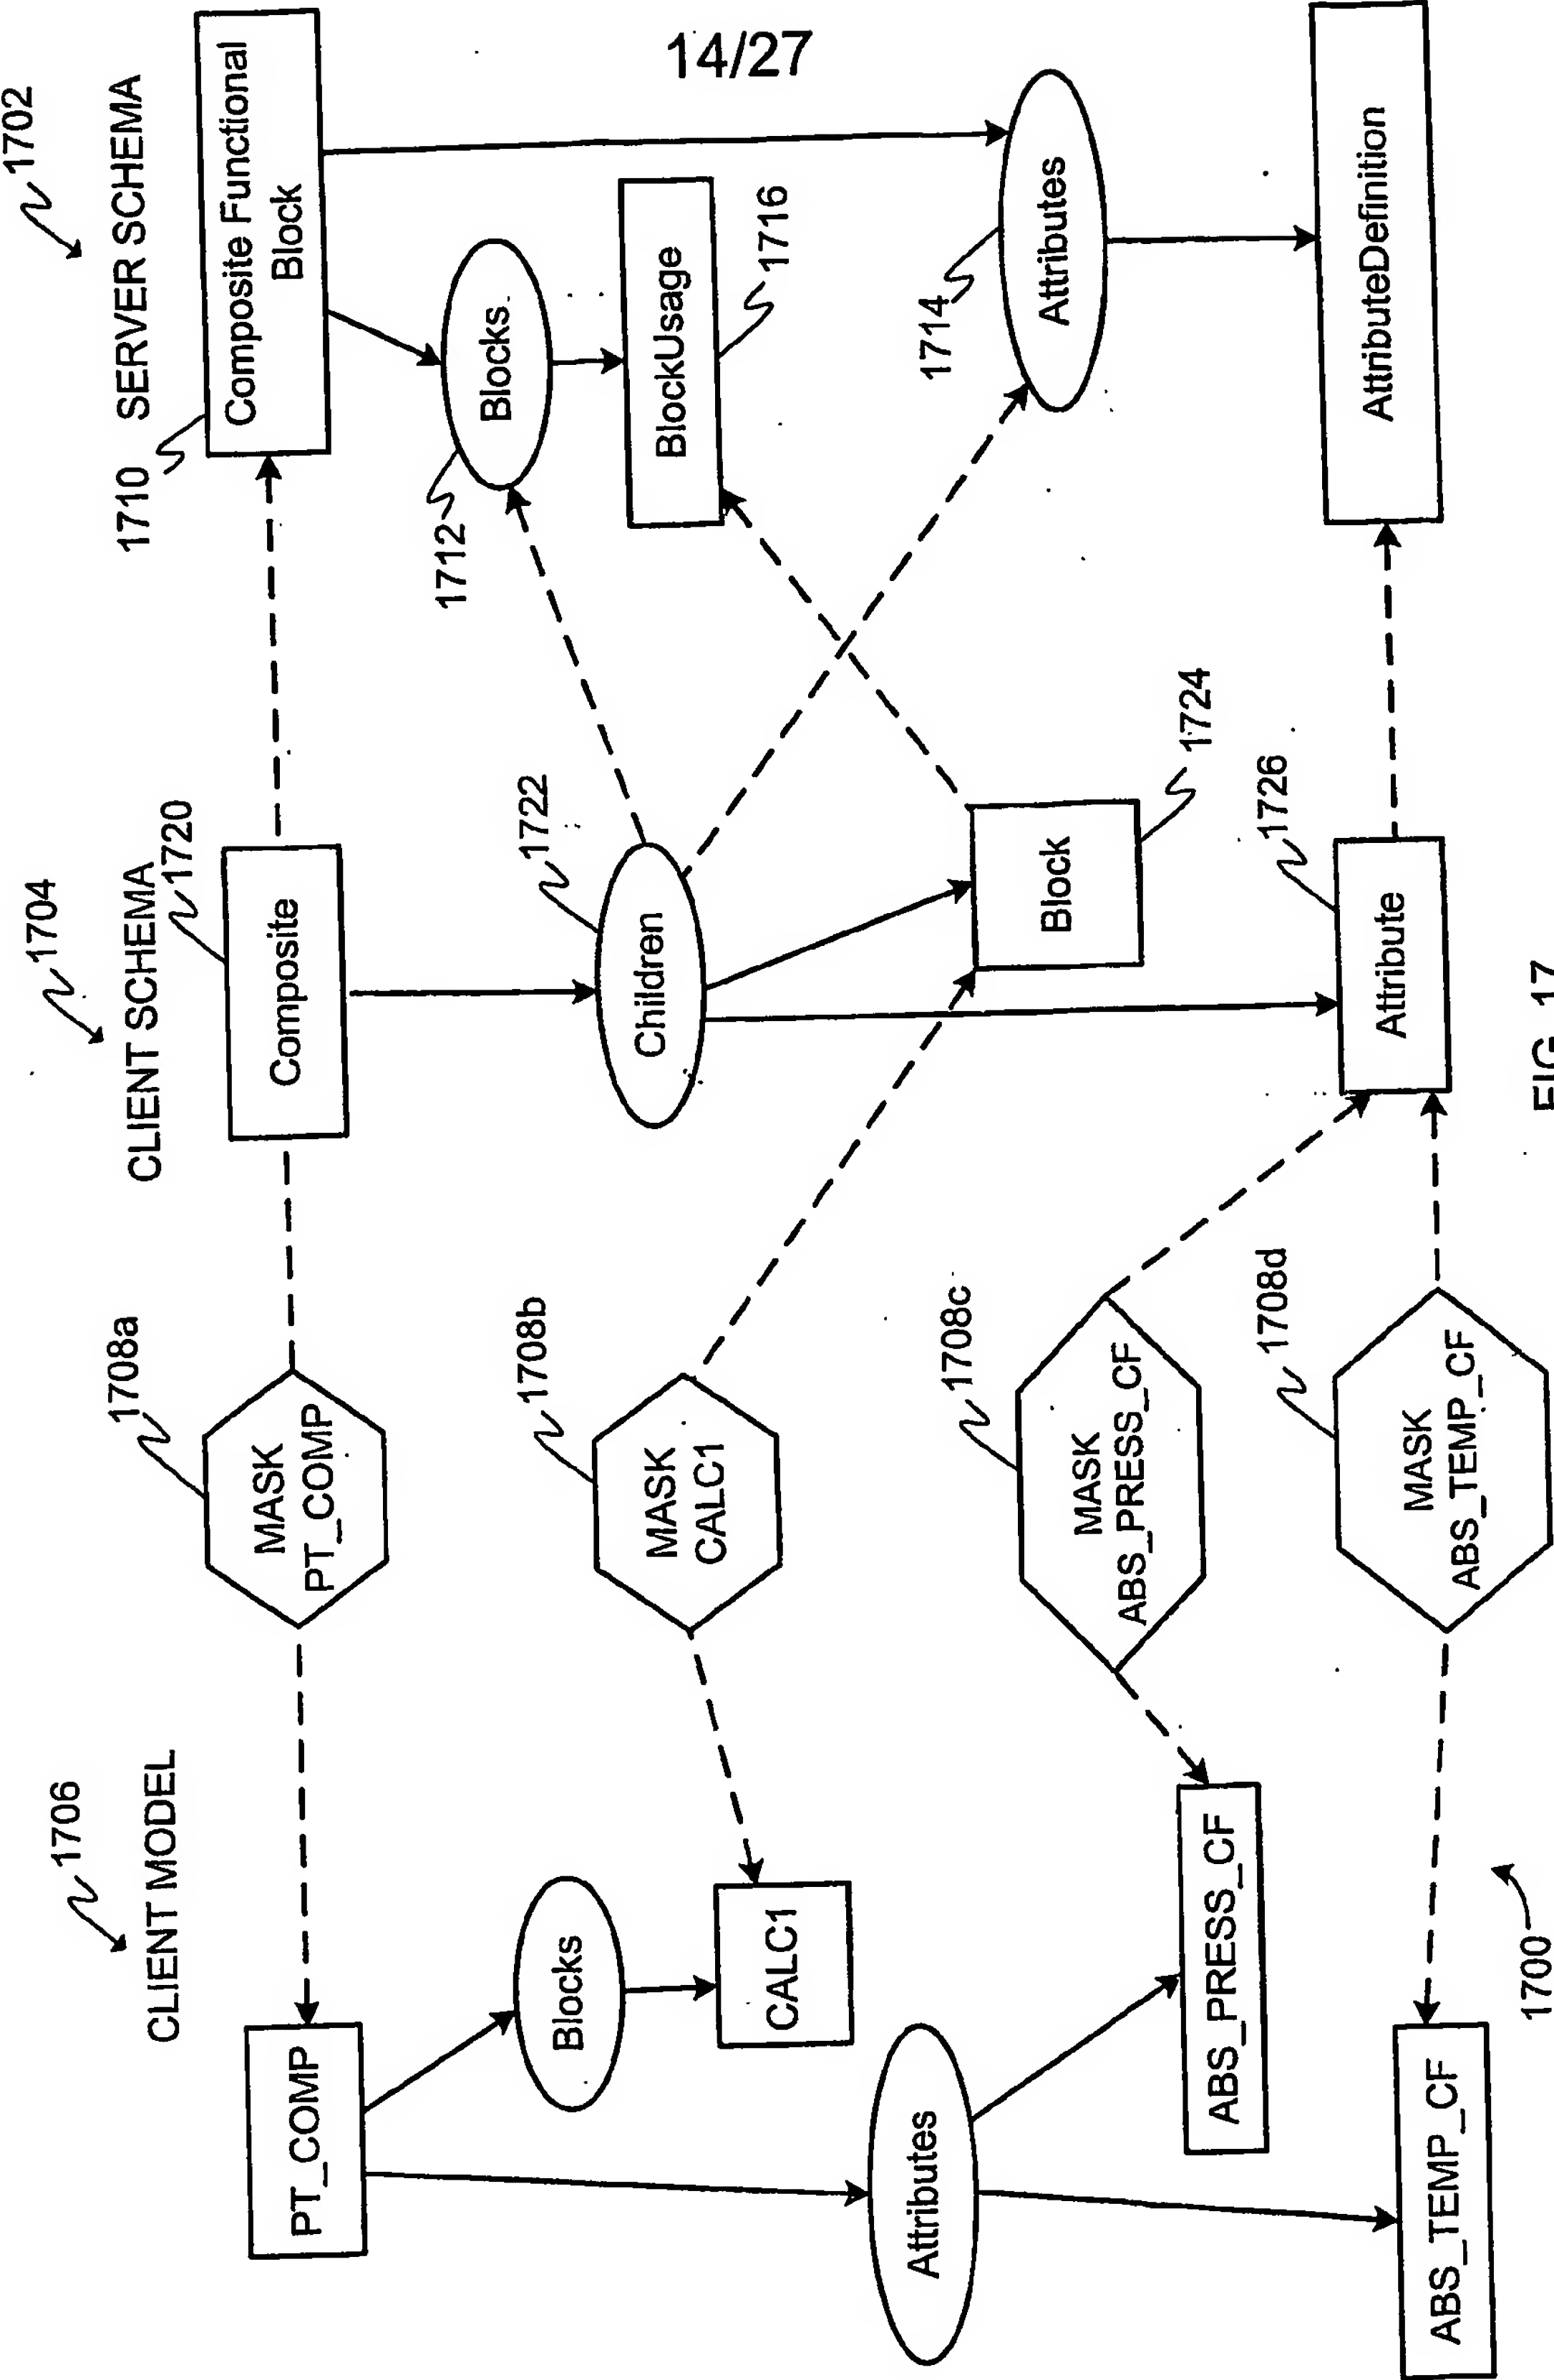 14/27
1706
CLIENT MODEL
1704
CLIENT SCHEMA
1702
SERVER SCHEMA
PT_COMP
1708a
MASK
PT_COMP
1720
Composite
1710
Composite Functional
Block
Blocks
CALC1
1708b
MASK
CALC1
1722
Children
1712
Blocks
BlockUsage
1716
Attributes
ABS_PRESS_CF
1708c
MASK
ABS_PRESS_CF
Block
1724
1714
Attributes
ABS_TEMP_CF
1708d
MASK
ABS_TEMP_CF
1726
Attribute
AttributeDefinition
1700
FIG. 17